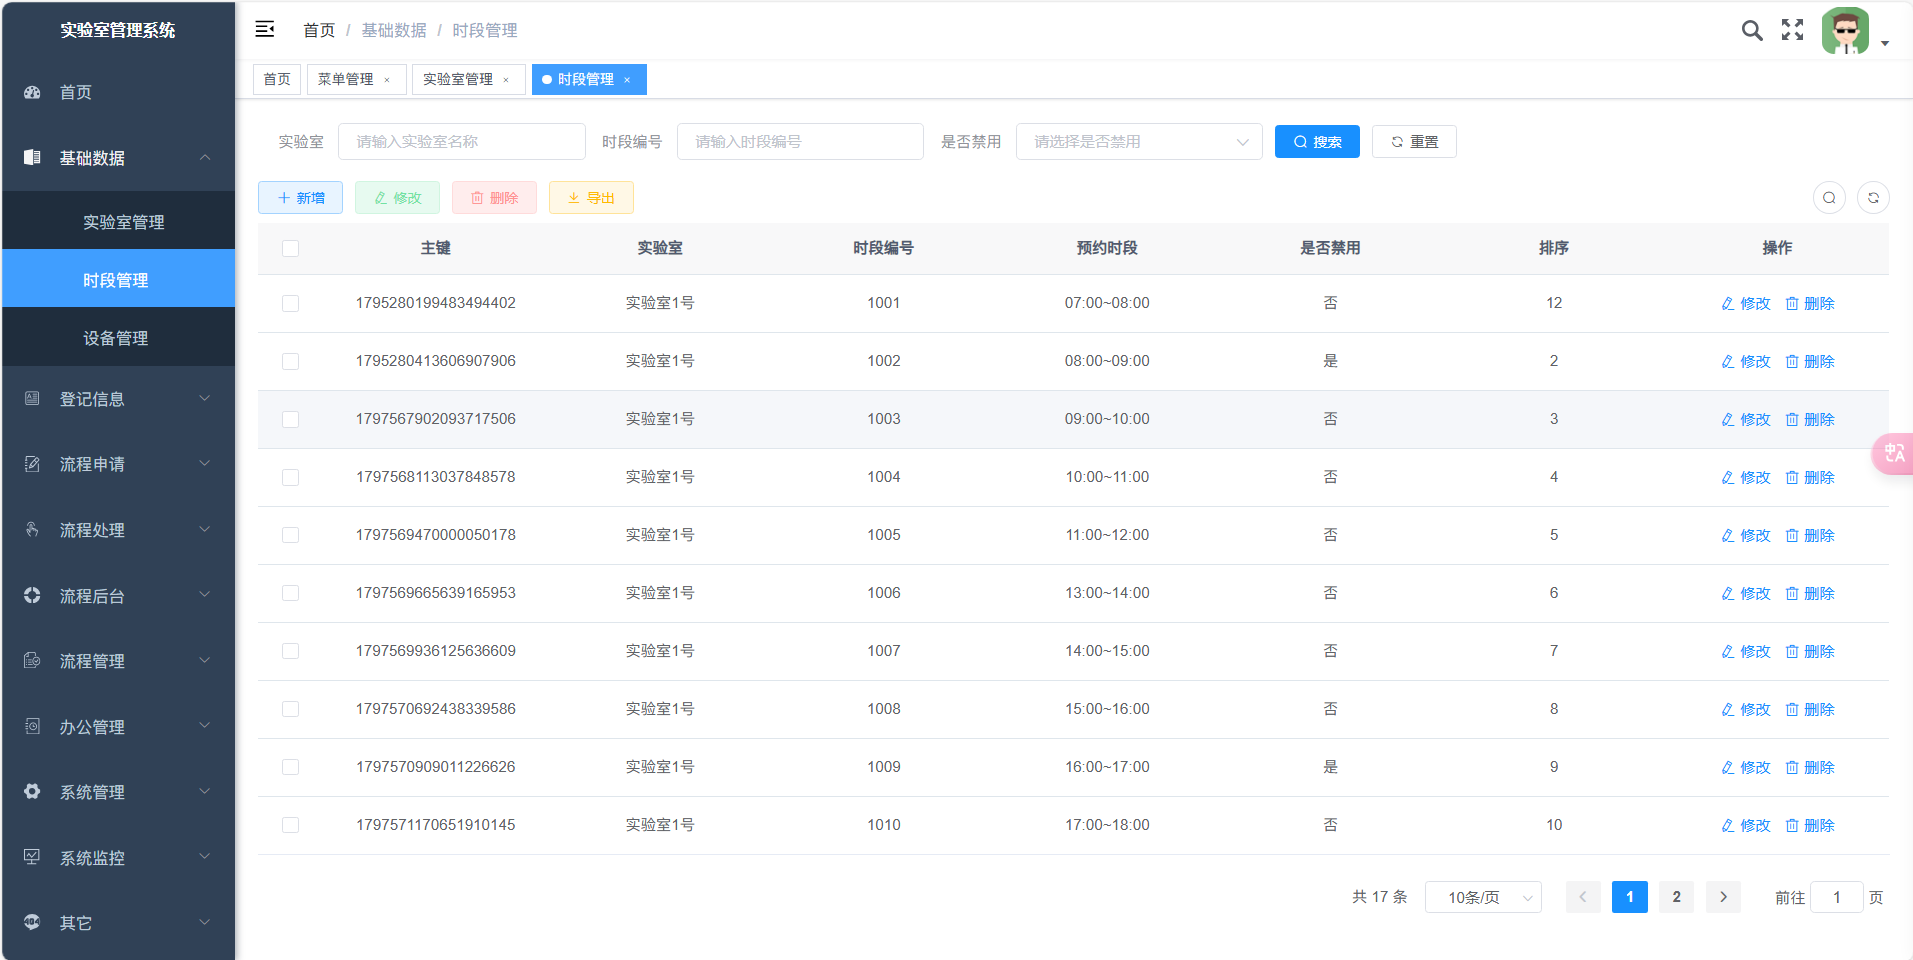 实验室管理系统
首页
基础数据
实验室管理
时段管理
设备管理
登记信息
流程申请
流程处理
流程后台
流程管理
办公管理
系统管理
系统监控
其它
首页 / 基础数据 / 时段管理
首页 菜单管理 × 实验室管理 × 时段管理 ×
实验室 请输入实验室名称 时段编号 请输入时段编号 是否禁用 请选择是否禁用 搜索 重置
新增 修改 删除 导出
主键 实验室 时段编号 预约时段 是否禁用 排序 操作
1795280199483494402 实验室1号 1001 07:00~08:00 否 12 修改 删除
1795280413606907906 实验室1号 1002 08:00~09:00 是 2 修改 删除
1797567902093717506 实验室1号 1003 09:00~10:00 否 3 修改 删除
1797568113037848578 实验室1号 1004 10:00~11:00 否 4 修改 删除
1797569470000050178 实验室1号 1005 11:00~12:00 否 5 修改 删除
1797569665639165953 实验室1号 1006 13:00~14:00 否 6 修改 删除
1797569936125636609 实验室1号 1007 14:00~15:00 否 7 修改 删除
1797570692438339586 实验室1号 1008 15:00~16:00 否 8 修改 删除
1797570909011226626 实验室1号 1009 16:00~17:00 是 9 修改 删除
1797571170651910145 实验室1号 1010 17:00~18:00 否 10 修改 删除
共 17 条 10条/页 1 2 前往 1 页